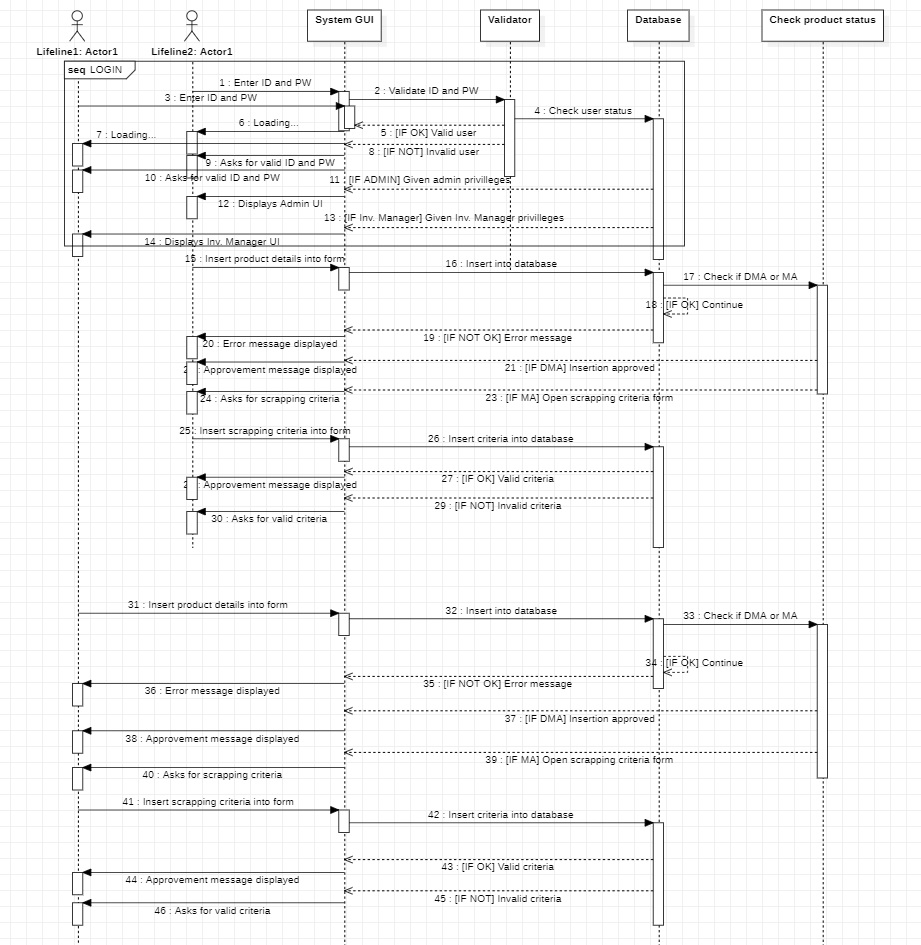 System GUI
Validator
Database
Check product status
Lifeline1: Actor1
Lifeline2: Actor1
seq LOGIN
1 : Enter ID and PW
2 : Validate ID and PW
3 : Enter ID and PW
4 : Check user status
6 : Loading...
5 : [IF OK] Valid user
7 : Loading...
8 : [IF NOT] Invalid user
9 : Asks for valid ID and PW
10 : Asks for valid ID and PW
11 : [IF ADMIN] Given admin privileges
12 : Displays Admin UI
13 : [IF Inv. Manager] Given Inv. Manager privilleges
14 : Displays Inv. Manager UI
15 : Insert product details into form
16 : Insert into database
17 : Check if DMA or MA
18 : [IF OK] Continue
19 : [IF NOT OK] Error message
20 : Error message displayed
21 : [IF DMA] Insertion approved
: Approvement message displayed
23 : [IF MA] Open scrapping criteria form
24 : Asks for scrapping criteria
25 : Insert scrapping criteria into form
26 : Insert criteria into database
27 : [IF OK] Valid criteria
: Approvement message displayed
29 : [IF NOT] Invalid criteria
30 : Asks for valid criteria
31 : Insert product details into form
32 : Insert into database
33 : Check if DMA or MA
34 : [IF OK] Continue
35 : [IF NOT OK] Error message
36 : Error message displayed
37 : [IF DMA] Insertion approved
38 : Approvement message displayed
39 : [IF MA] Open scrapping criteria form
40 : Asks for scrapping criteria
41 : Insert scrapping criteria into form
42 : Insert criteria into database
43 : [IF OK] Valid criteria
44 : Approvement message displayed
45 : [IF NOT] Invalid criteria
46 : Asks for valid criteria